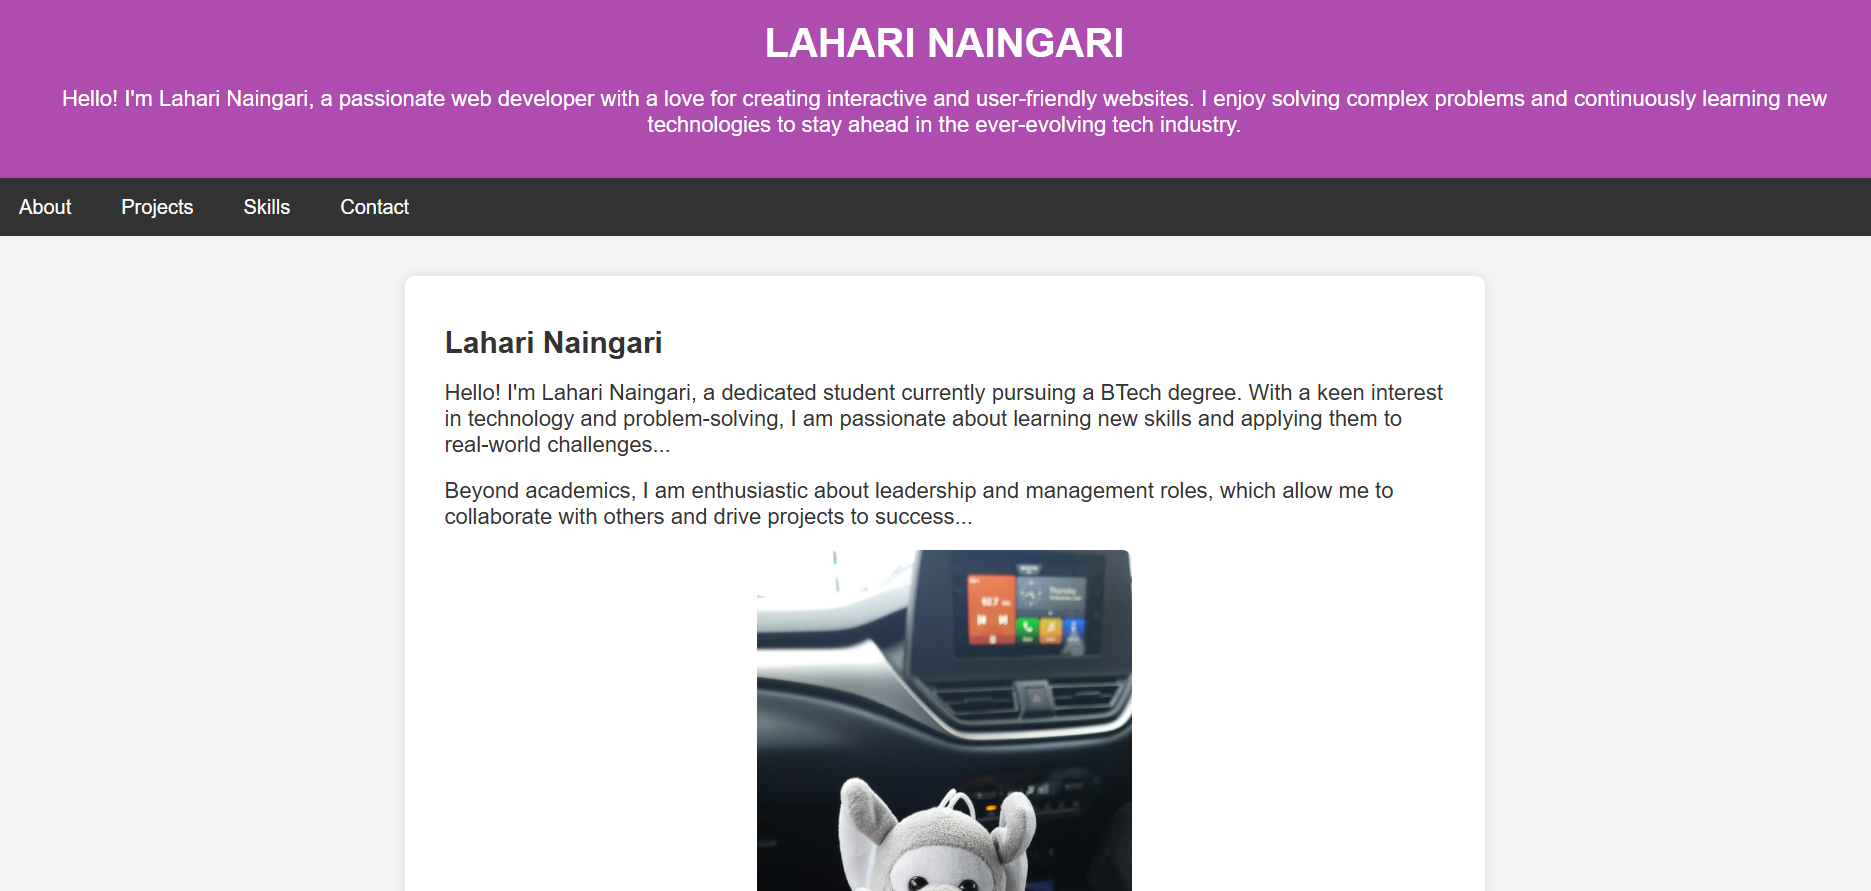 LAHARI NAINGARI
Hello! I'm Lahari Naingari, a passionate web developer with a love for creating interactive and user-friendly websites. I enjoy solving complex problems and continuously learning new
technologies to stay ahead in the ever-evolving tech industry.
About Projects Skills Contact
Lahari Naingari
Hello! I'm Lahari Naingari, a dedicated student currently pursuing a BTech degree. With a keen interest
in technology and problem-solving, I am passionate about learning new skills and applying them to
real-world challenges...
Beyond academics, I am enthusiastic about leadership and management roles, which allow me to
collaborate with others and drive projects to success...
Thursday